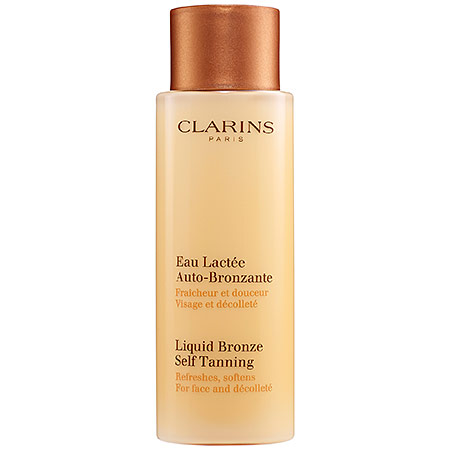 CLARINS
PARIS
Eau Lactée
Auto-Bronzante
Fraîcheur et douceur
Visage et décolleté
Liquid Bronze
Self Tanning
Refreshes, softens
For face and décolleté